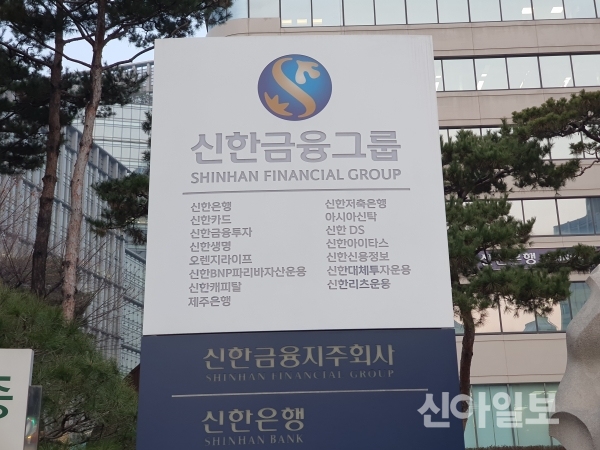 신한금융그룹
SHINHAN FINANCIAL GROUP
신한은행
신한카드
신한금융투자
신한생명
오렌지라이프
신한BNP파리바자산운용
신한캐피탈
제주은행
신한저축은행
아시아신탁
신한 DS
신한아이타스
신한신용정보
신한대체투자운용
신한리츠운용
신한금융지주회사
SHINHAN FINANCIAL GROUP
신한은행
SHINHAN BANK
신한은행
종
신아일보